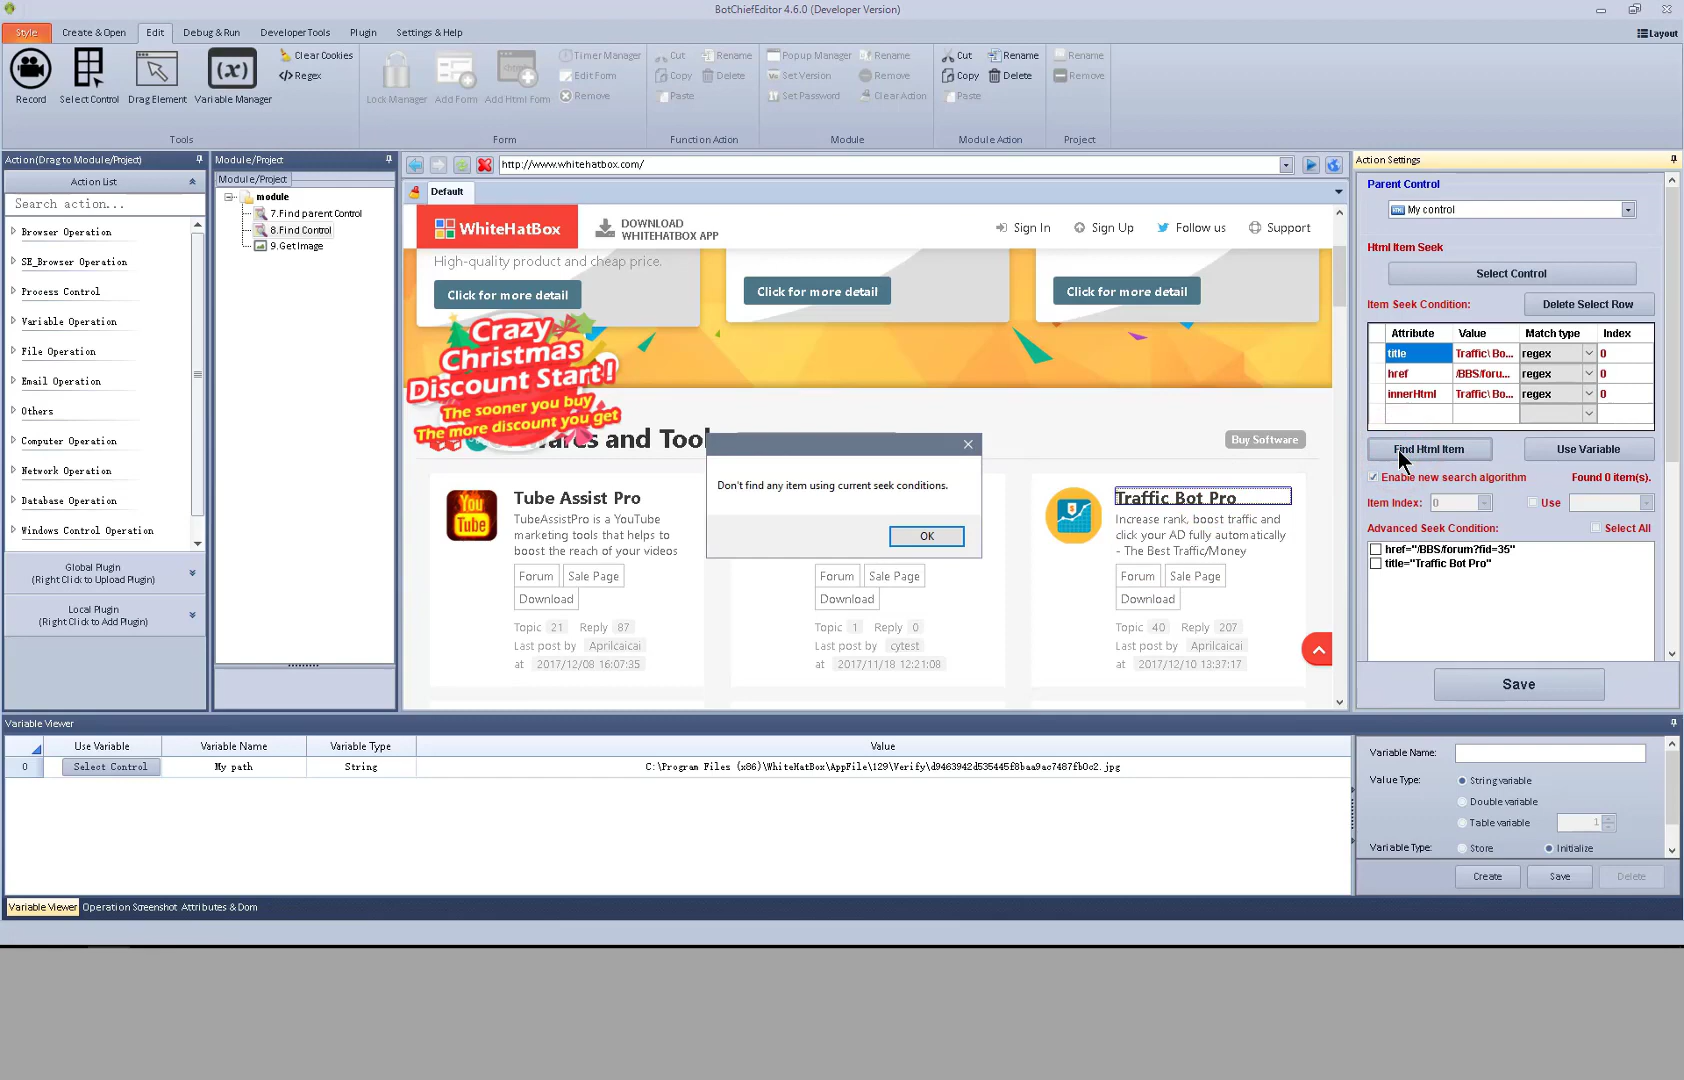 BotChiefEditor 4.6.0 (Developer Version)
Style Create & Open Edit Debug & Run Developer Tools Plugin Settings & Help Layout
Record Select Control Drag Element Variable Manager
Clear Cookies
</>Regex
Tools
Lock Manager Add Form Add Html Form
Timer Manager
Edit Form
Remove
Form
Cut Rename
Copy Delete
Paste
Function Action
Popup Manager Rename
Set Version Remove
Set Password Clear Action
Module
Cut Rename
Copy Delete
Paste
Module Action
Rename
Remove
Project
Action(Drag to Module/Project)
Action List
Search action...
Browser Operation
SE_Browser Operation
Process Control
Variable Operation
File Operation
Email Operation
Others
Computer Operation
Network Operation
Database Operation
Windows Control Operation
Global Plugin
(Right Click to Upload Plugin)
Local Plugin
(Right Click to Add Plugin)
Module/Project
Module/Project
module
7.Find parent Control
8.Find Control
9.GetImage
http://www.whitehatbox.com/
Default
WhiteHatBox
DOWNLOAD
WHITEHATBOX APP
Sign In Sign Up Follow us Support
High-quality product and cheap price.
Click for more detail Click for more detail Click for more detail
Crazy
Christmas
Discount Start!
The sooner you buy
The more discount you get
ares and Tool
Buy Software
Don't find any item using current seek conditions.
OK
Tube Assist Pro
TubeAssistPro is a YouTube
marketing tools that helps to
boost the reach of your videos
Forum Sale Page
Download
Topic 21 Reply 87
Last post by Aprilcaicai
at 2017/12/08 16:07:35
Forum Sale Page
Download
Topic 1 Reply 0
Last post by cytest
at 2017/11/18 12:21:08
Traffic Bot Pro
Increase rank, boost traffic and
click your AD fully automatically
- The Best Traffic/Money
Forum Sale Page
Download
Topic 40 Reply 207
Last post by Aprilcaicai
at 2017/12/10 13:37:17
You
Tube
Action Settings
Parent Control
My control
Html Item Seek
Select Control
Item Seek Condition: Delete Select Row
Attribute Value Match type Index
title Traffic\ Bo... regex 0
href /BBS/foru... regex 0
innerHtml Traffic\ Bo... regex 0
Find Html Item Use Variable
Enable new search algorithm Found 0 item(s).
Item Index: 0 Use
Advanced Seek Condition: Select All
href="/BBS/forum?fid=35"
title="Traffic Bot Pro"
Save
Variable Viewer
Use Variable Variable Name Variable Type Value
0 Select Control My path String C:\Program Files (x86)\WhiteHatBox\AppFile\129\Verify\d9463942d535445f8baa9ac7487fb0c2.jpg
Variable Name:
Value Type: String variable
Double variable
Table variable 1
Variable Type: Store Initialize
Create Save Delete
Variable Viewer Operation Screenshot Attributes & Dom